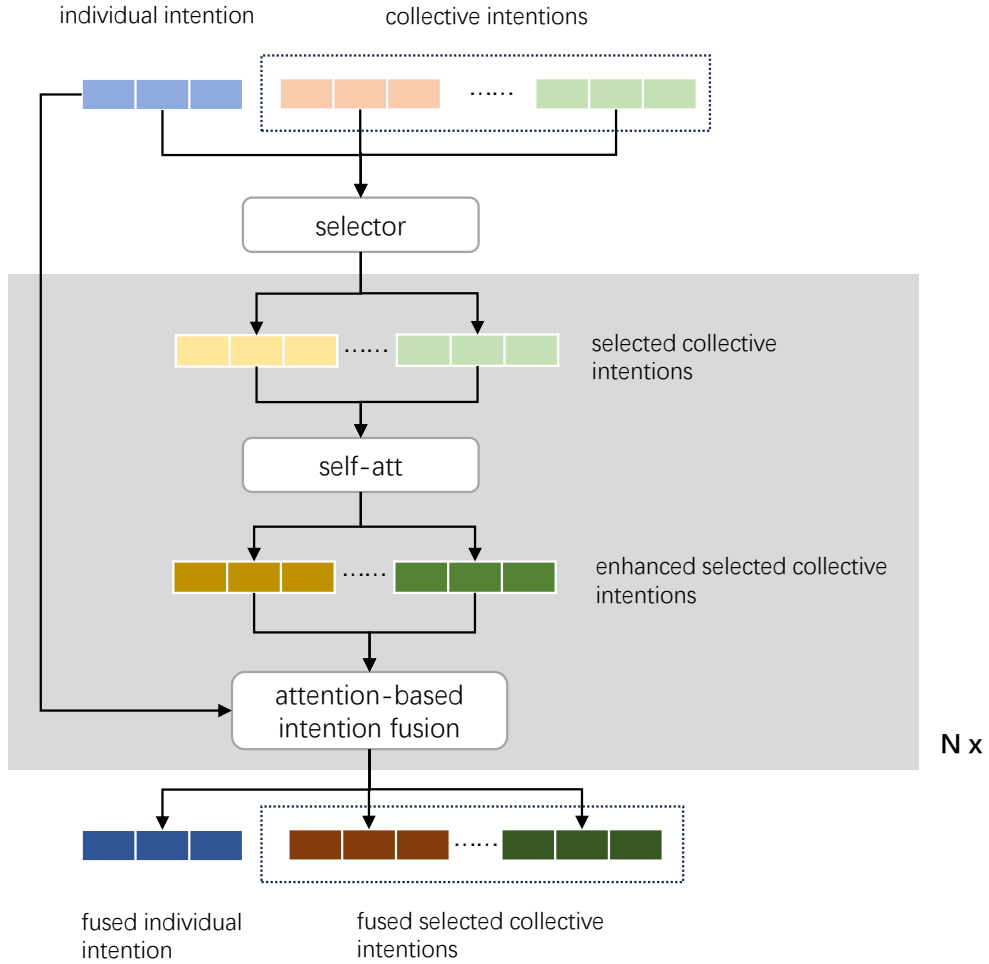 individual intention
collective intentions
······
selector
······
selected collective
intentions
self-att
······
enhanced selected collective
intentions
attention-based
intention fusion
N x
······
fused individual
intention
fused selected collective
intentions